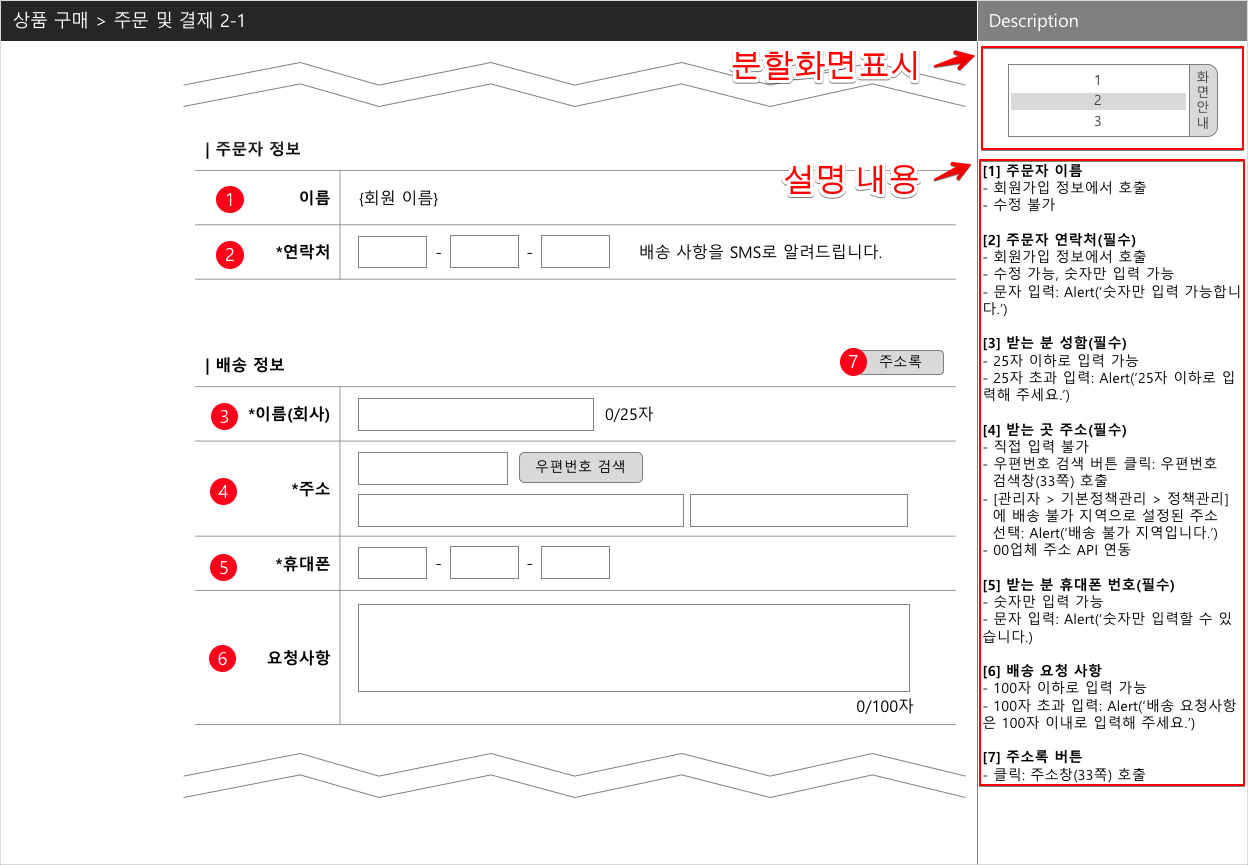 상품 구매 > 주문 및 결제 2-1
Description
분할화면표시
1
2
3
화면안내
| 주문자 정보
1 이름 {회원 이름}
2 *연락처 - - 배송 사항을 SMS로 알려드립니다.
| 배송 정보
7 주소록
3 *이름(회사) 0/25자
4 *주소 우편번호 검색
5 *휴대폰 - -
6 요청사항
0/100자
설명 내용
[1] 주문자 이름
- 회원가입 정보에서 호출
- 수정 불가
[2] 주문자 연락처(필수)
- 회원가입 정보에서 호출
- 수정 가능, 숫자만 입력 가능
- 문자 입력: Alert(‘숫자만 입력 가능합니
다.’)
[3] 받는 분 성함(필수)
- 25자 이하로 입력 가능
- 25자 초과 입력: Alert(‘25자 이하로 입
력해 주세요.’)
[4] 받는 곳 주소(필수)
- 직접 입력 불가
- 우편번호 검색 버튼 클릭: 우편번호
검색창(33쪽) 호출
- [관리자 > 기본정책관리 > 정책관리]
에 배송 불가 지역으로 설정된 주소
선택: Alert(‘배송 불가 지역입니다.’)
- 00업체 주소 API 연동
[5] 받는 분 휴대폰 번호(필수)
- 숫자만 입력 가능
- 문자 입력: Alert(‘숫자만 입력할 수 있
습니다.)
[6] 배송 요청 사항
- 100자 이하로 입력 가능
- 100자 초과 입력: Alert(‘배송 요청사항
은 100자 이내로 입력해 주세요.’)
[7] 주소록 버튼
- 클릭: 주소창(33쪽) 호출